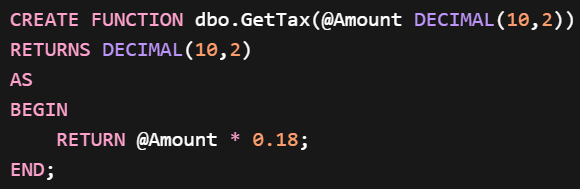 CREATE FUNCTION dbo.GetTax(@Amount DECIMAL(10,2))
RETURNS DECIMAL(10,2)
AS
BEGIN
    RETURN @Amount * 0.18;
END;